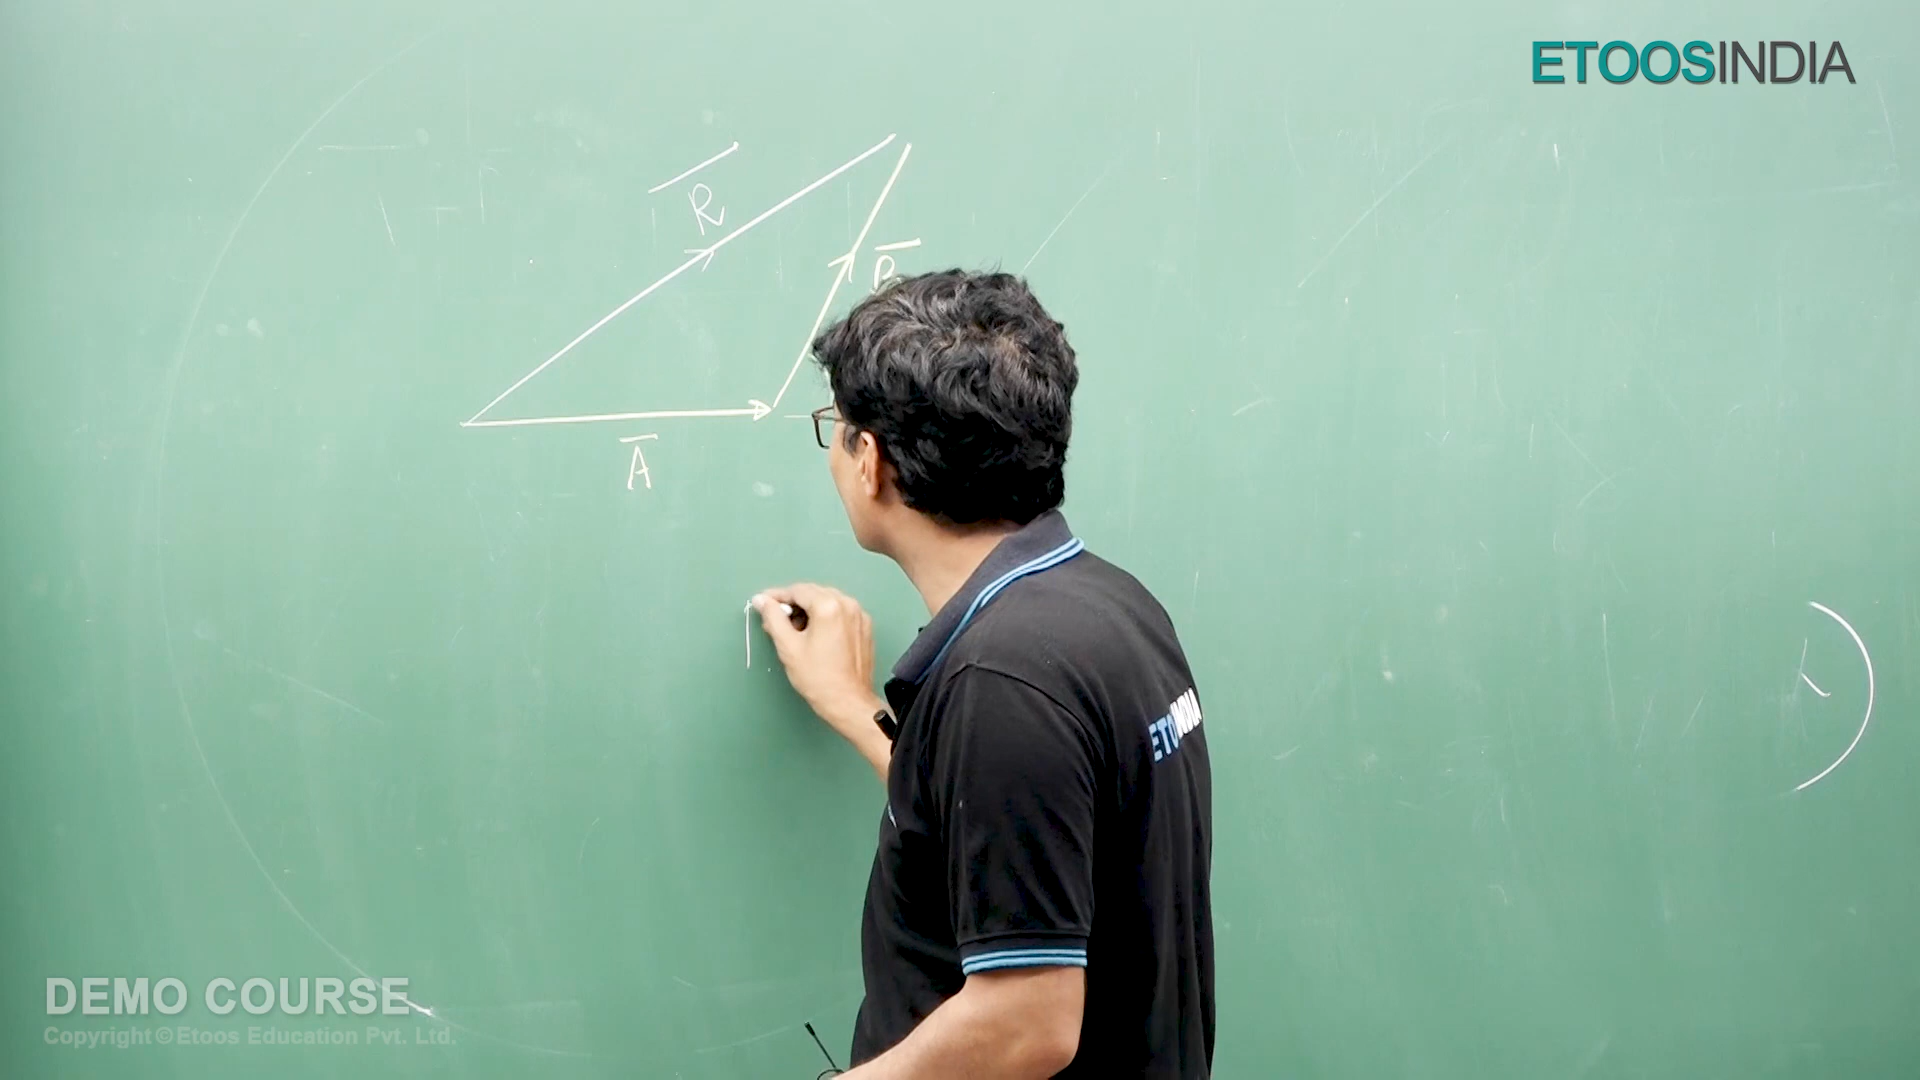 ETOOSINDIA
R
B
A
ETOOSINDIA
DEMO COURSE
Copyright©Etoos Education Pvt. Ltd.